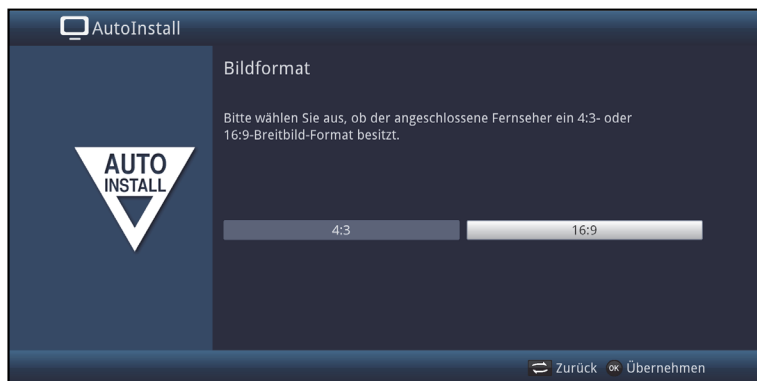 AutoInstall
Bildformat
Bitte wählen Sie aus, ob der angeschlossene Fernseher ein 4:3- oder
16:9-Breitbild-Format besitzt.
AUTO
INSTALL
4:3 16:9
Zurück OK Übernehmen